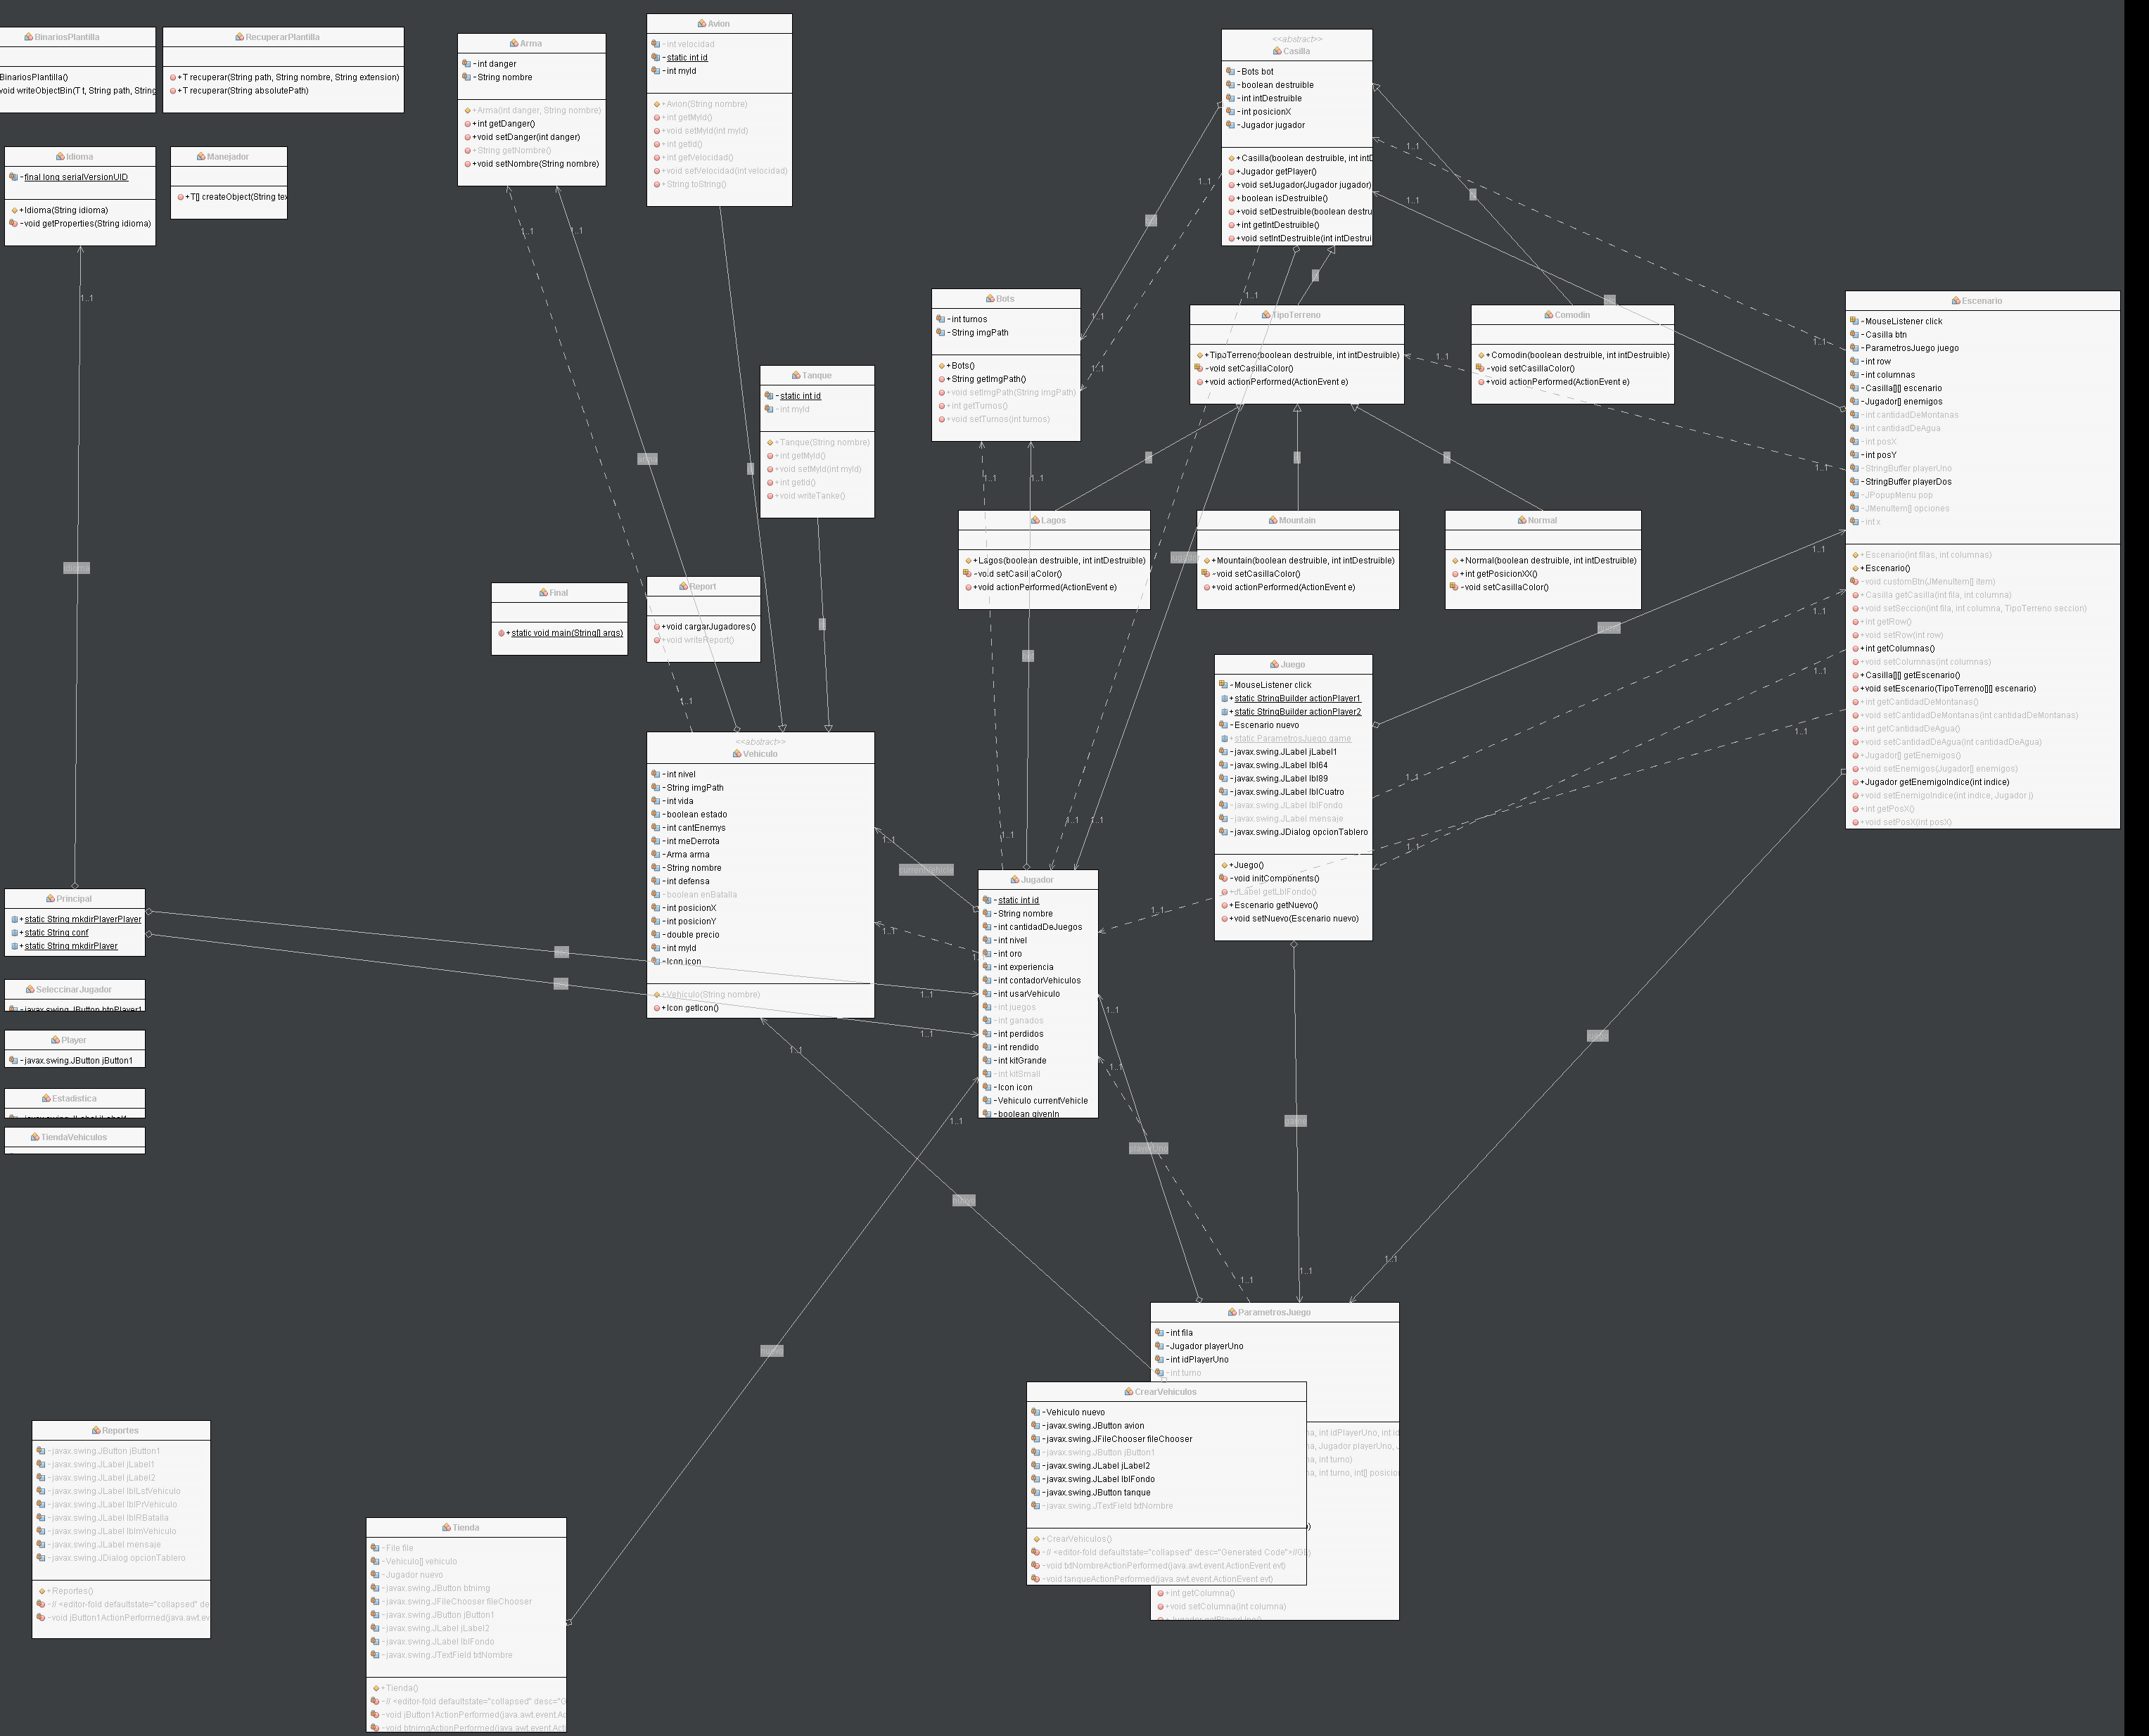 BinariosPlantilla
BinariosPlantilla()
void writeObjectBin(T t, String path, String
RecuperarPlantilla
+T recuperar(String path, String nombre, String extension)
+T recuperar(String absolutePath)
Idioma
-final long serialVersionUID
+Idioma(String idioma)
-void getProperties(String idioma)
Manejador
+T[] createObject(String tex
Arma
-int danger
-String nombre
+Arma(int danger, String nombre)
+int getDanger()
+void setDanger(int danger)
+String getNombre()
+void setNombre(String nombre)
Avion
-int velocidad
-static int id
-int myId
+Avion(String nombre)
+int getMyId()
+void setMyId(int myId)
+int getId()
+int getVelocidad()
+void setVelocidad(int velocidad)
+String toString()
<<abstract>>
Casilla
-Bots bot
-boolean destruible
-int intDestruible
-int posicionX
-Jugador jugador
+Casilla(boolean destruible, int intD
+Jugador getPlayer()
+void setJugador(Jugador jugador)
+boolean isDestruible()
+void setDestruible(boolean destru
+int getIntDestruible()
+void setIntDestruible(int intDestrui
Bots
-int turnos
-String imgPath
+Bots()
+String getImgPath()
+void setImgPath(String imgPath)
+int getTurnos()
+void setTurnos(int turnos)
TipoTerreno
+TipoTerreno(boolean destruible, int intDestruible)
-void setCasillaColor()
+void actionPerformed(ActionEvent e)
Comodin
+Comodin(boolean destruible, int intDestruible)
-void setCasillaColor()
+void actionPerformed(ActionEvent e)
Escenario
-MouseListener click
-Casilla btn
-ParametrosJuego juego
-int row
-int columnas
-Casilla[][] escenario
-Jugador[] enemigos
-int cantidadDeMontanas
-int cantidadDeAgua
-int posX
-int posY
-StringBuffer playerUno
-StringBuffer playerDos
-JPopupMenu pop
-JMenuItem[] opciones
-int x
+Escenario(int filas, int columnas)
+Escenario()
-void customBtn(JMenuItem[] item)
+Casilla getCasilla(int fila, int columna)
+void setSeccion(int fila, int columna, TipoTerreno seccion)
+int getRow()
+void setRow(int row)
+int getColumnas()
+void setColumnas(int columnas)
+Casilla[][] getEscenario()
+void setEscenario(TipoTerreno[][] escenario)
+int getCantidadDeMontanas()
+void setCantidadDeMontanas(int cantidadDeMontanas)
+int getCantidadDeAgua()
+void setCantidadDeAgua(int cantidadDeAgua)
+Jugador[] getEnemigos()
+void setEnemigos(Jugador[] enemigos)
+Jugador getEnemigoIndice(int indice)
+void setEnemigoIndice(int indice, Jugador j)
+int getPosX()
+void setPosX(int posX)
Tanque
-static int id
-int myId
+Tanque(String nombre)
+int getMyId()
+void setMyId(int myId)
+int getId()
+void writeTanke()
Lagos
+Lagos(boolean destruible, int intDestruible)
-void setCasillaColor()
+void actionPerformed(ActionEvent e)
Mountain
+Mountain(boolean destruible, int intDestruible)
-void setCasillaColor()
+void actionPerformed(ActionEvent e)
Normal
+Normal(boolean destruible, int intDestruible)
+int getPosicionXX()
-void setCasillaColor()
Final
+static void main(String[] args)
Report
+void cargarJugadores()
+void writeReport()
Juego
-MouseListener click
+static StringBuilder actionPlayer1
+static StringBuilder actionPlayer2
-Escenario nuevo
+static ParametrosJuego game
-javax.swing.JLabel jLabel1
-javax.swing.JLabel lbl64
-javax.swing.JLabel lbl89
-javax.swing.JLabel lblCuatro
-javax.swing.JLabel lblFondo
-javax.swing.JLabel mensaje
-javax.swing.JDialog opcionTablero
+Juego()
-void initComponents()
+JLabel getLblFondo()
+Escenario getNuevo()
+void setNuevo(Escenario nuevo)
<<abstract>>
Vehiculo
-int nivel
-String imgPath
-int vida
-boolean estado
-int cantEnemys
-int meDerrota
-Arma arma
-String nombre
-int defensa
-boolean enBatalla
-int posicionX
-int posicionY
-double precio
-int myId
-Icon icon
+Vehiculo(String nombre)
+Icon getIcon()
Jugador
-static int id
-String nombre
-int cantidadDeJuegos
-int nivel
-int oro
-int experiencia
-int contadorVehiculos
-int usarVehiculo
-int juegos
-int ganados
-int perdidos
-int rendido
-int kitGrande
-int kitSmall
-Icon icon
-Vehiculo currentVehicle
-boolean givenIn
Principal
+static String mkdirPlayerPlayer
+static String conf
+static String mkdirPlayer
SeleccinarJugador
-javax.swing.JButton btnPlayer1
Player
-javax.swing.JButton jButton1
Estadistica
TiendaVehiculos
ParametrosJuego
-int fila
-Jugador playerUno
-int idPlayerUno
-int turno
na, int idPlayerUno, int id
na, Jugador playerUno, J
na, int turno)
na, int turno, int[] posicion
+int getColumna()
+void setColumna(int columna)
CrearVehiculos
-Vehiculo nuevo
-javax.swing.JButton avion
-javax.swing.JFileChooser fileChooser
-javax.swing.JButton jButton1
-javax.swing.JLabel jLabel2
-javax.swing.JLabel lblFondo
-javax.swing.JButton tanque
-javax.swing.JTextField txtNombre
+CrearVehiculos()
-// <editor-fold defaultstate="collapsed" desc="Generated Code">//GE
-void txtNombreActionPerformed(java.awt.event.ActionEvent evt)
-void tanqueActionPerformed(java.awt.event.ActionEvent evt)
Reportes
-javax.swing.JButton jButton1
-javax.swing.JLabel jLabel1
-javax.swing.JLabel jLabel2
-javax.swing.JLabel lblLstVehiculo
-javax.swing.JLabel lblPrVehiculo
-javax.swing.JLabel lblRBatalla
-javax.swing.JLabel lblmVehiculo
-javax.swing.JLabel mensaje
-javax.swing.JDialog opcionTablero
+Reportes()
-// <editor-fold defaultstate="collapsed" de
-void jButton1ActionPerformed(java.awt.ev
Tienda
-File file
-Vehiculo[] vehiculo
-Jugador nuevo
-javax.swing.JButton btnimg
-javax.swing.JFileChooser fileChooser
-javax.swing.JButton jButton1
-javax.swing.JLabel jLabel2
-javax.swing.JLabel lblFondo
-javax.swing.JTextField txtNombre
+Tienda()
-// <editor-fold defaultstate="collapsed" desc="G
-void jButton1ActionPerformed(java.awt.event.Ac
-void btnimgActionPerformed(java.awt.event.Act